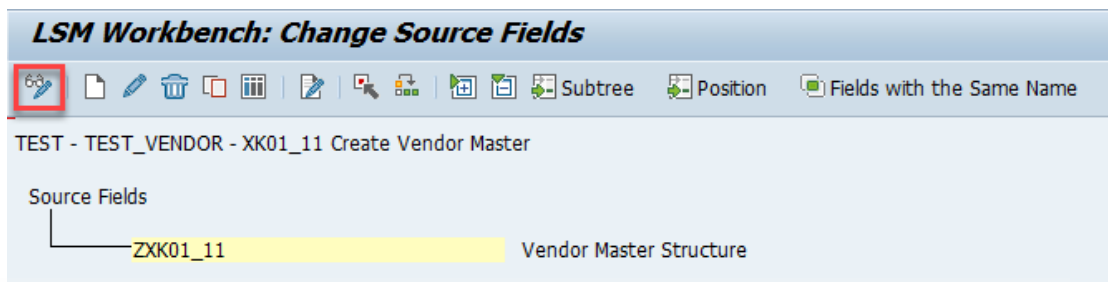 LSM Workbench: Change Source Fields
Subtree Position Fields with the Same Name
TEST - TEST_VENDOR - XK01_11 Create Vendor Master
Source Fields
ZXK01_11 Vendor Master Structure